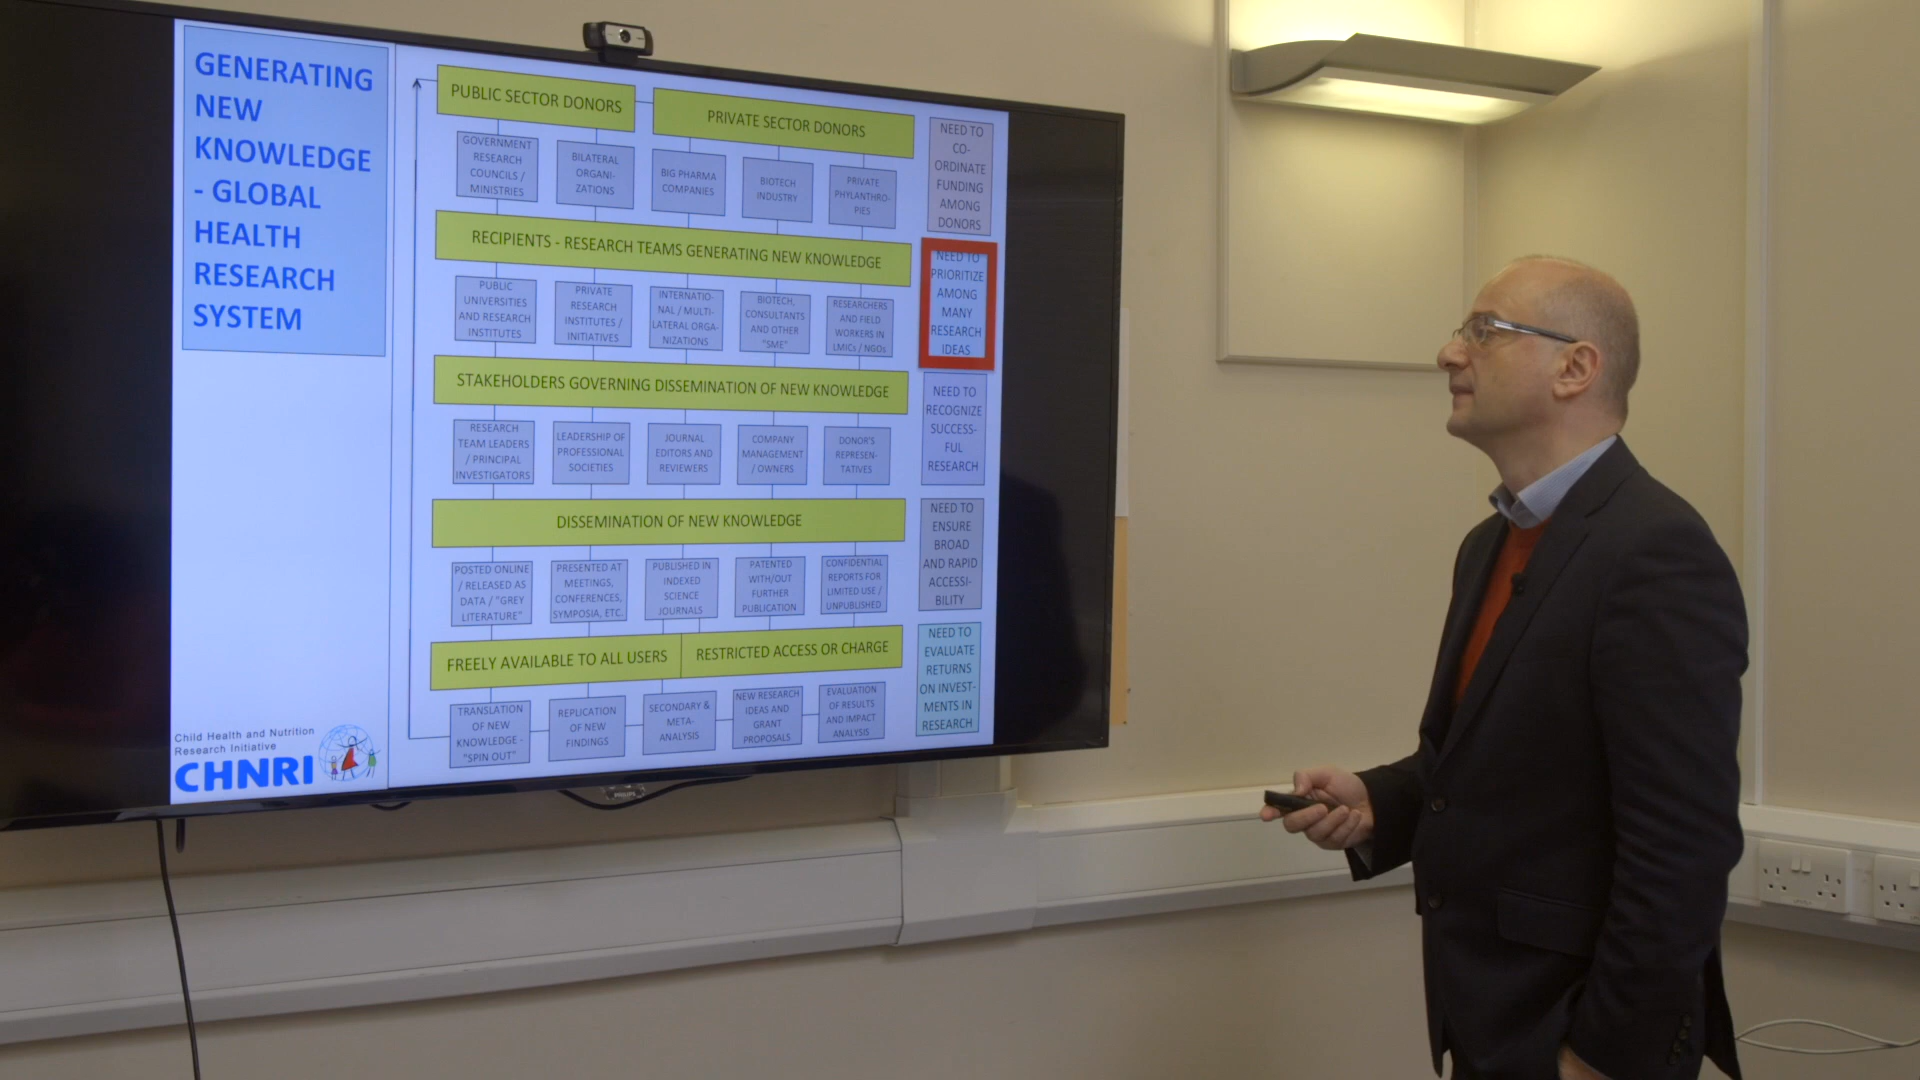 GENERATING
NEW
KNOWLEDGE
- GLOBAL
HEALTH
RESEARCH
SYSTEM
PUBLIC SECTOR DONORS
PRIVATE SECTOR DONORS
GOVERNMENT
RESEARCH
COUNCILS /
MINISTRIES
BILATERAL
ORGANI-
ZATIONS
BIG PHARMA
COMPANIES
BIOTECH
INDUSTRY
PRIVATE
PHYLANTHRO-
PIES
NEED TO
CO-
ORDINATE
FUNDING
AMONG
DONORS
RECIPIENTS - RESEARCH TEAMS GENERATING NEW KNOWLEDGE
PUBLIC
UNIVERSITIES
AND RESEARCH
INSTITUTES
PRIVATE
RESEARCH
INSTITUTES /
INITIATIVES
INTERNATIO-
NAL / MULTI-
LATERAL ORGA-
NIZATIONS
BIOTECH,
CONSULTANTS
AND OTHER
"SME"
RESEARCHERS
AND FIELD
WORKERS IN
LMICs / NGOs
NEED TO
PRIORITIZE
AMONG
MANY
RESEARCH
IDEAS
STAKEHOLDERS GOVERNING DISSEMINATION OF NEW KNOWLEDGE
RESEARCH
TEAM LEADERS
/ PRINCIPAL
INVESTIGATORS
LEADERSHIP OF
PROFESSIONAL
SOCIETIES
JOURNAL
EDITORS AND
REVIEWERS
COMPANY
MANAGEMENT
/ OWNERS
DONOR'S
REPRESEN-
TATIVES
NEED TO
RECOGNIZE
SUCCESS-
FUL
RESEARCH
DISSEMINATION OF NEW KNOWLEDGE
POSTED ONLINE
/ RELEASED AS
DATA / "GREY
LITERATURE"
PRESENTED AT
MEETINGS,
CONFERENCES,
SYMPOSIA, ETC.
PUBLISHED IN
INDEXED
SCIENCE
JOURNALS
PATENTED
WITH/OUT
FURTHER
PUBLICATION
CONFIDENTIAL
REPORTS FOR
LIMITED USE /
UNPUBLISHED
NEED TO
ENSURE
BROAD
AND RAPID
ACCESSI-
BILITY
FREELY AVAILABLE TO ALL USERS
RESTRICTED ACCESS OR CHARGE
TRANSLATION
OF NEW
KNOWLEDGE -
"SPIN OUT"
REPLICATION
OF NEW
FINDINGS
SECONDARY &
META-
ANALYSIS
NEW RESEARCH
IDEAS AND
GRANT
PROPOSALS
EVALUATION
OF RESULTS
AND IMPACT
ANALYSIS
NEED TO
EVALUATE
RETURNS
ON INVEST-
MENTS IN
RESEARCH
Child Health and Nutrition
Research Initiative
CHNRI